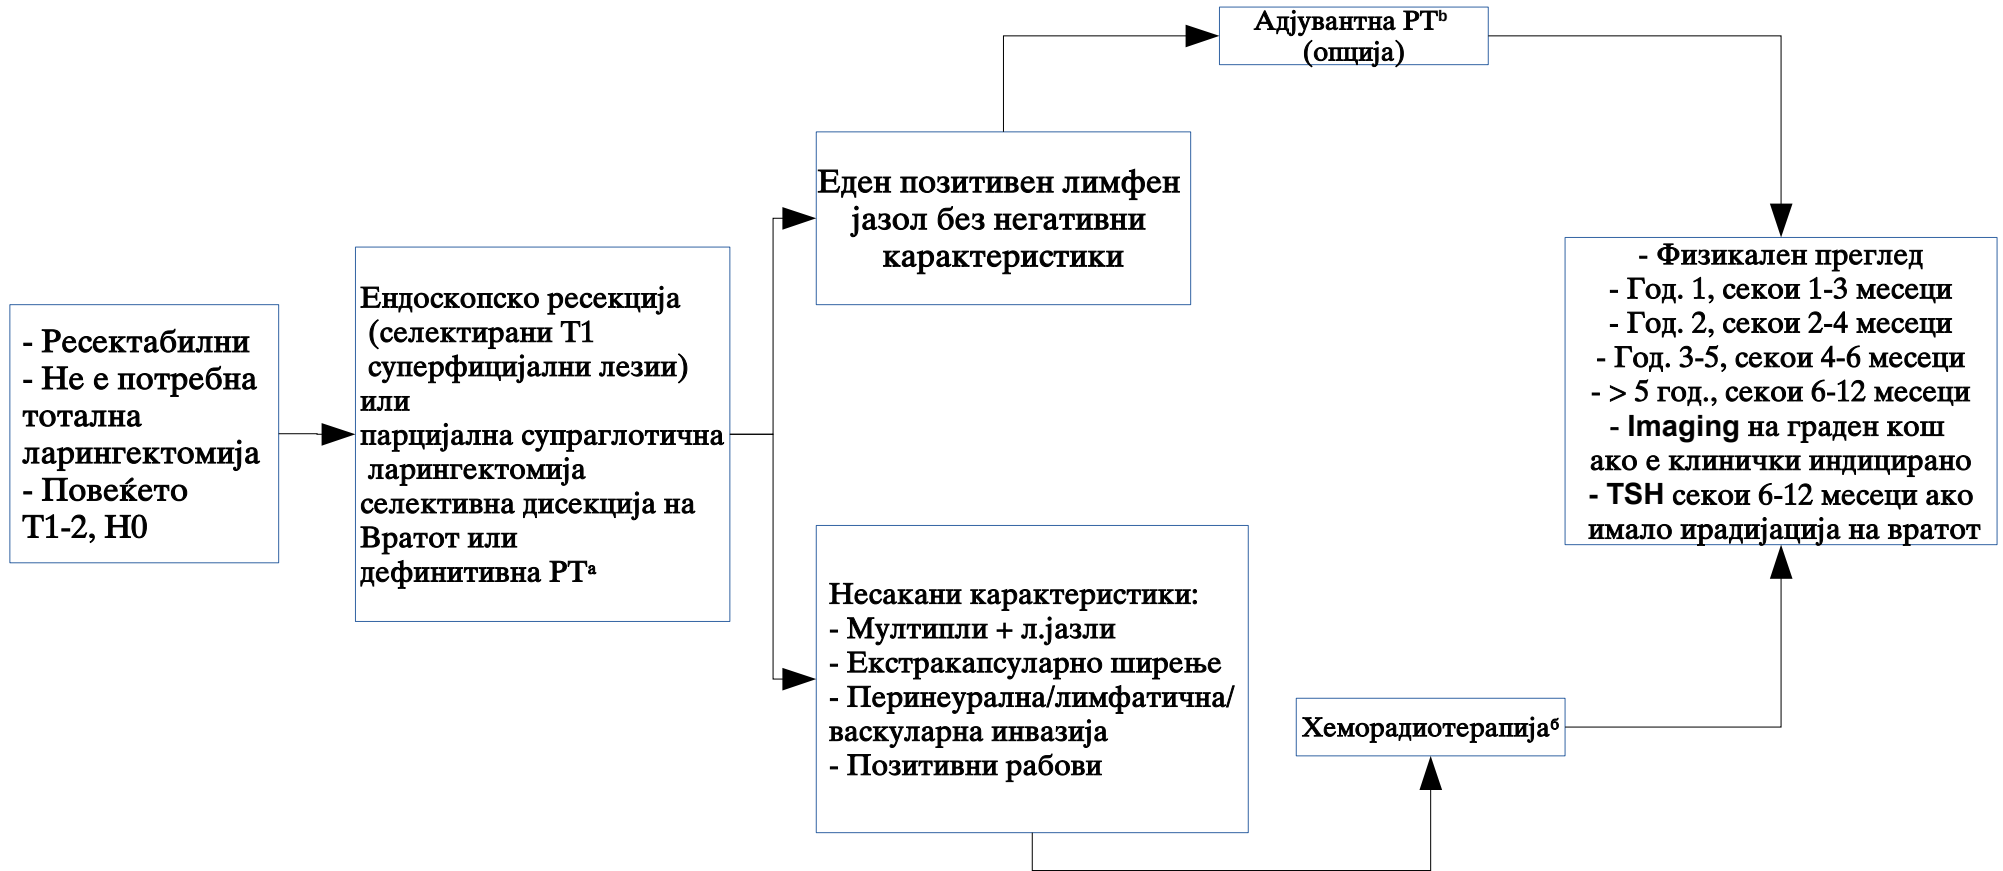 - Ресектабилни
- Не е потребна
тотална
ларингектомија
- Повеќето
Т1-2, Н0
Ендоскопско ресекција
(селектирани Т1
суперфицијални лезии)
или
парцијална супраглотична
ларингектомија
селективна дисекција на
Вратот или
дефинитивна РТᵃ
Еден позитивен лимфен
јазол без негативни
карактеристики
Адјувантна РТᵇ
(опција)
Несакани карактеристики:
- Мултипли + л.јазли
- Екстракапсуларно ширење
- Перинеурална/лимфатична/
васкуларна инвазија
- Позитивни рабови
Хеморадиотерапијаᵟ
- Физикален преглед
- Год. 1, секои 1-3 месеци
- Год. 2, секои 2-4 месеци
- Год. 3-5, секои 4-6 месеци
- > 5 год., секои 6-12 месеци
- Imaging на граден кош
ако е клинички индицирано
- TSH секои 6-12 месеци ако
имало ирадијација на вратот